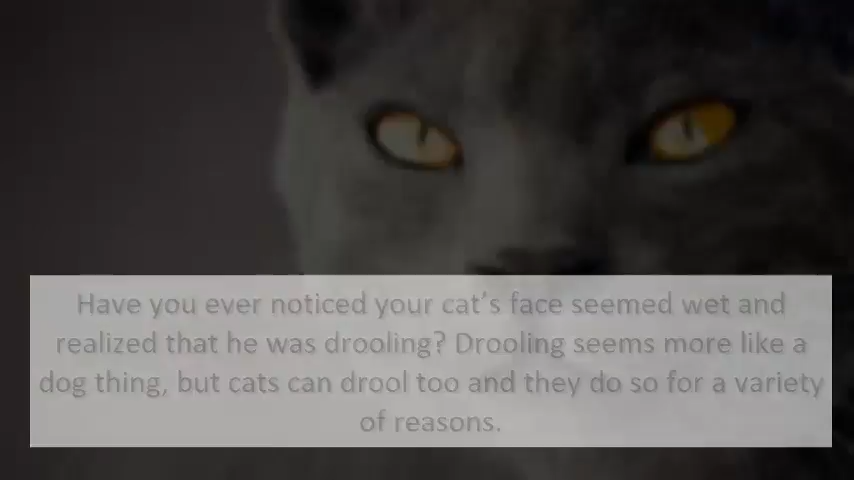 Have you ever noticed your cat's face seemed wet and
realized that he was drooling? Drooling seems more like a
dog thing, but cats can drool too and they do so for a variety
of reasons.